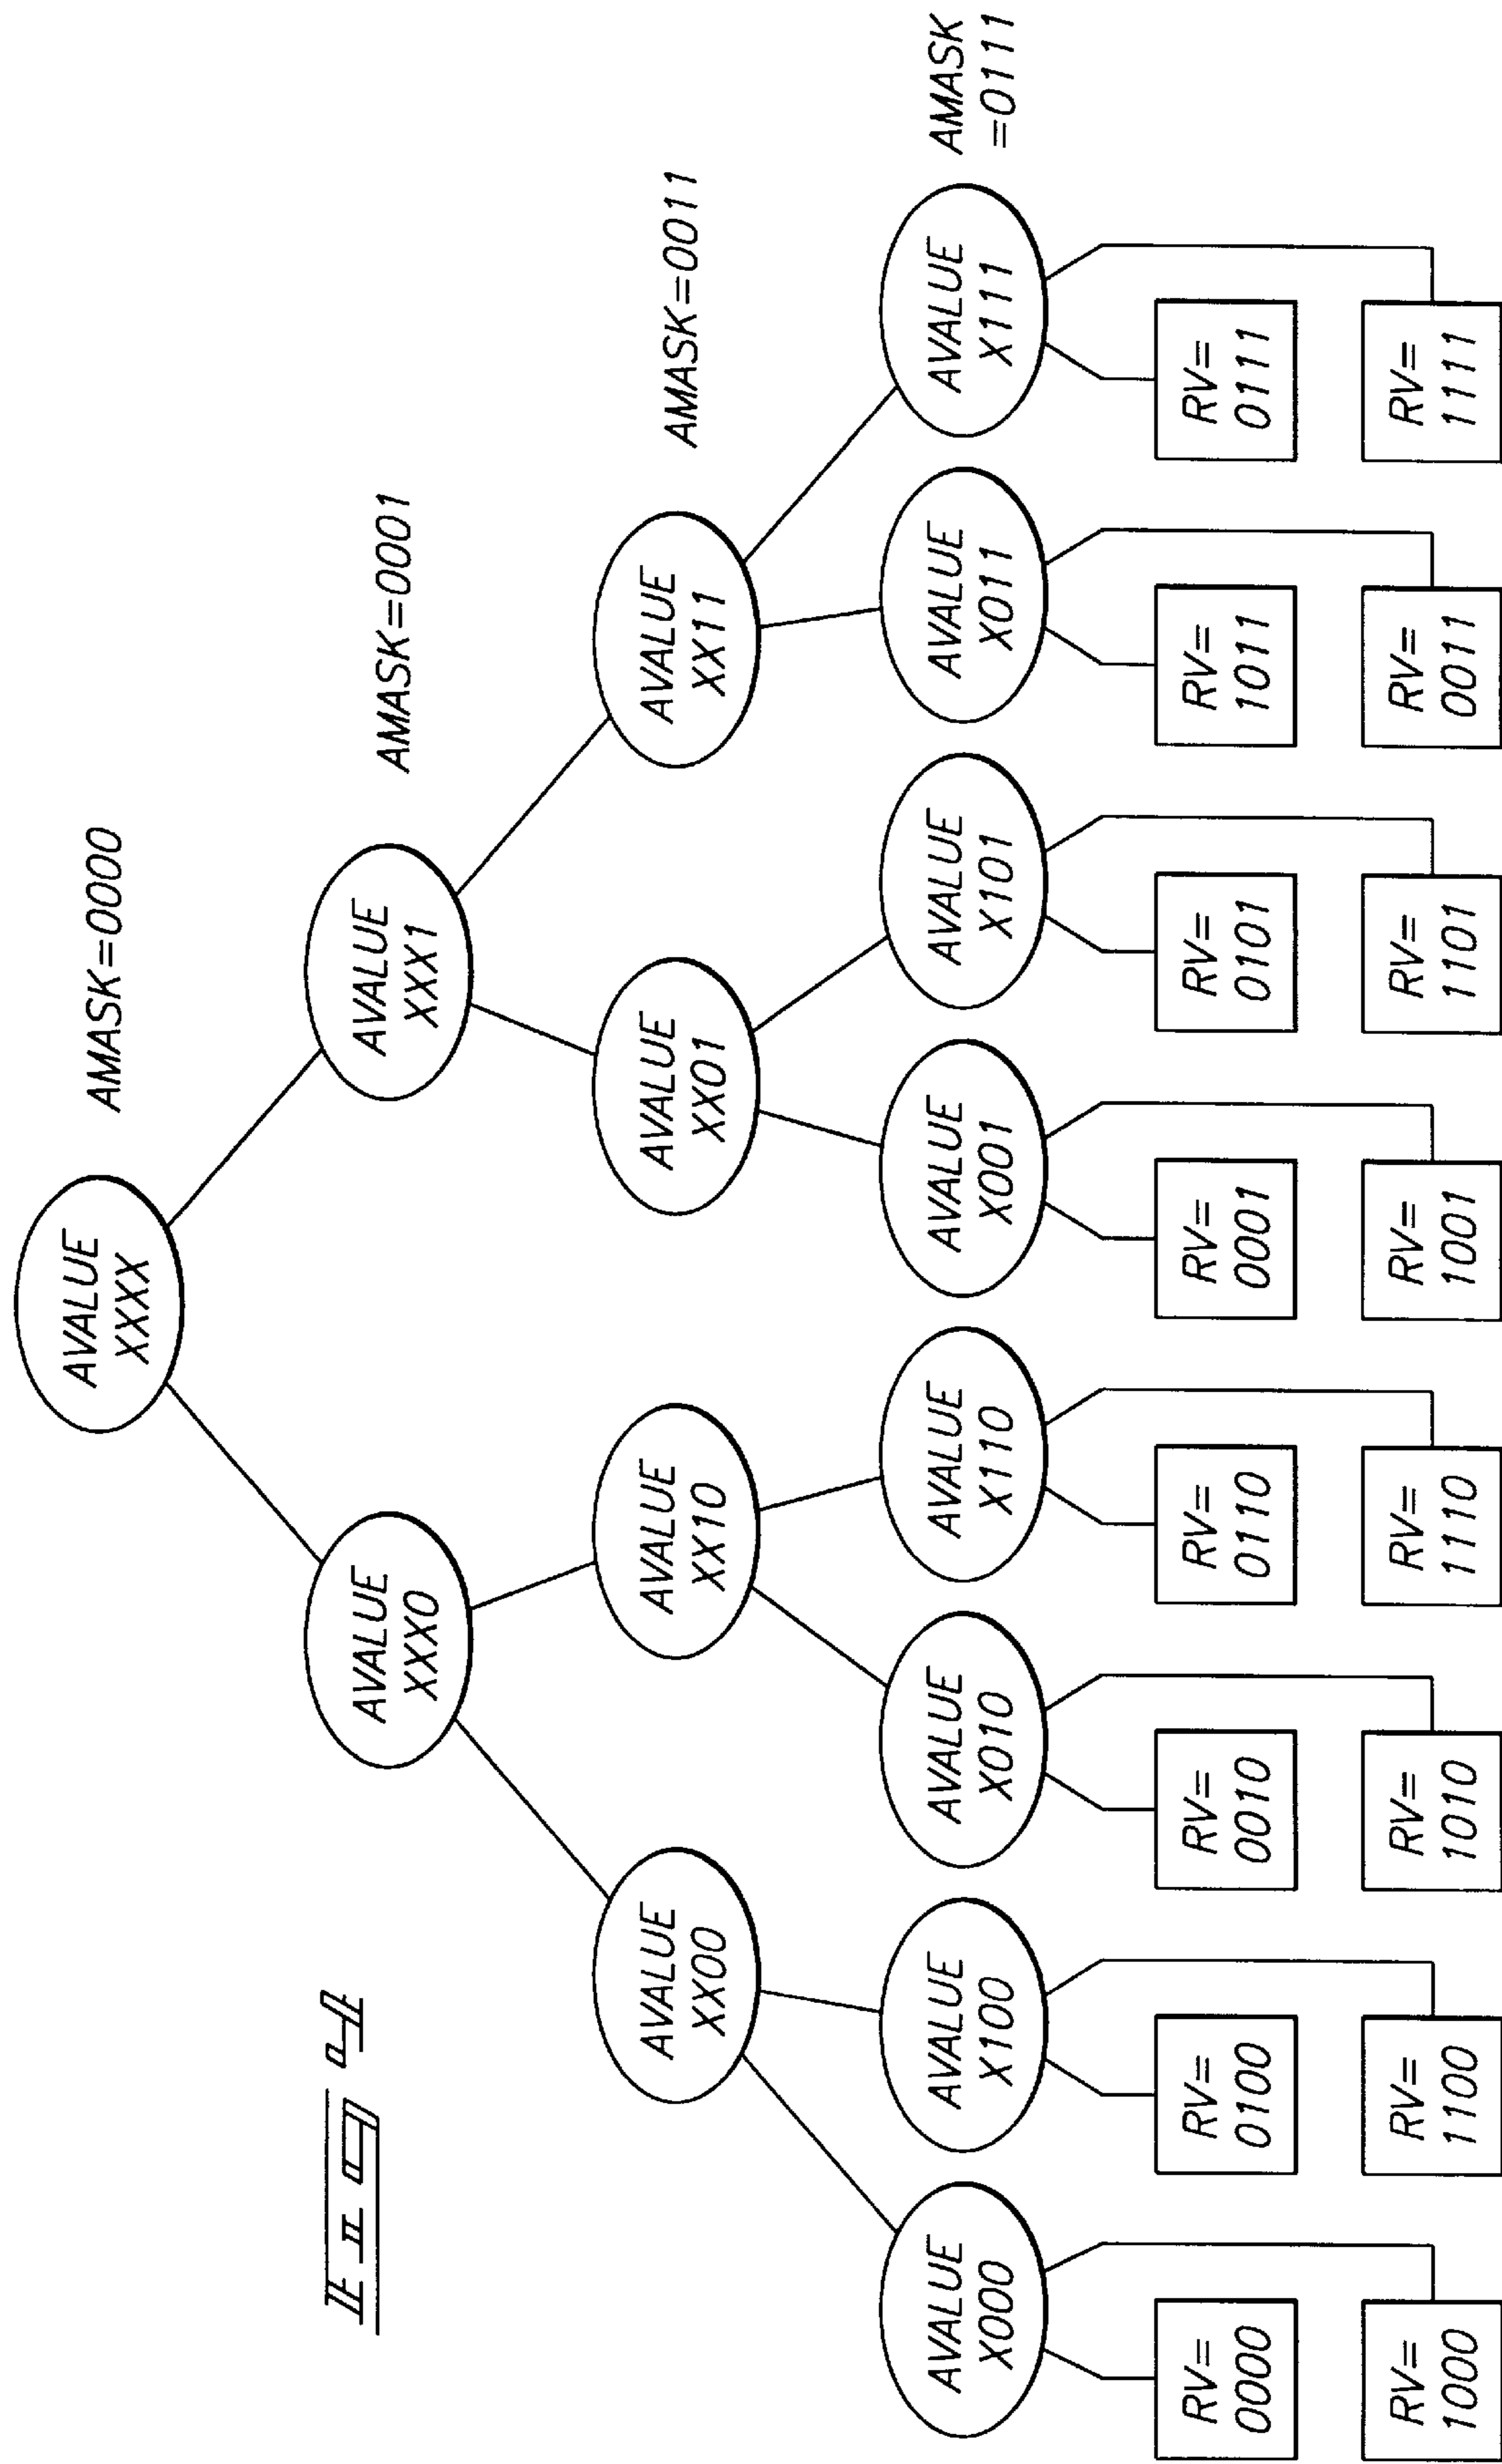 AVALUE
XXXX
AMASK=0000
AVALUE
XXX0
AVALUE
XXX1
AMASK=0001
AVALUE
XX00
AVALUE
XX10
AVALUE
XX01
AVALUE
XX11
AMASK=0011
AVALUE
X000
AVALUE
X100
AVALUE
X010
AVALUE
X110
AVALUE
X001
AVALUE
X101
AVALUE
X011
AVALUE
X111
AMASK
=0111
RV=
0000
RV=
0100
RV=
0010
RV=
0110
RV=
0001
RV=
0101
RV=
1011
RV=
0111
RV=
1000
RV=
1100
RV=
1010
RV=
1110
RV=
1001
RV=
1101
RV=
0011
RV=
1111